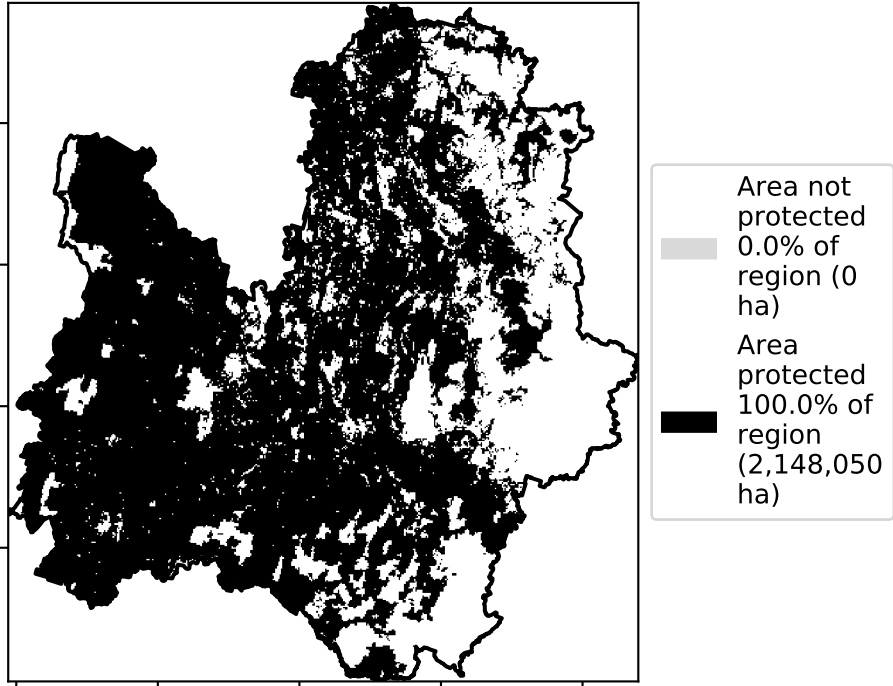 Area not
protected
0.0% of
region (0
ha)
Area
protected
100.0% of
region
(2,148,050
ha)